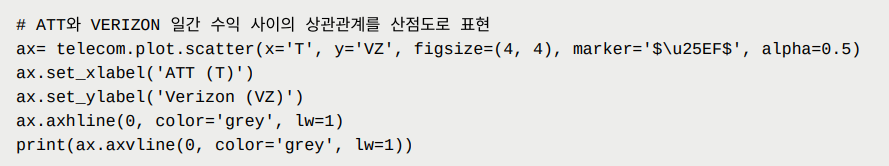 # ATT와 VERIZON 일간 수익 사이의 상관관계를 산점도로 표현
ax= telecom.plot.scatter(x='T', y='VZ', figsize=(4, 4), marker='$\u25EF$', alpha=0.5)
ax.set_xlabel('ATT (T)')
ax.set_ylabel('Verizon (VZ)')
ax.axhline(0, color='grey', lw=1)
print(ax.axvline(0, color='grey', lw=1))